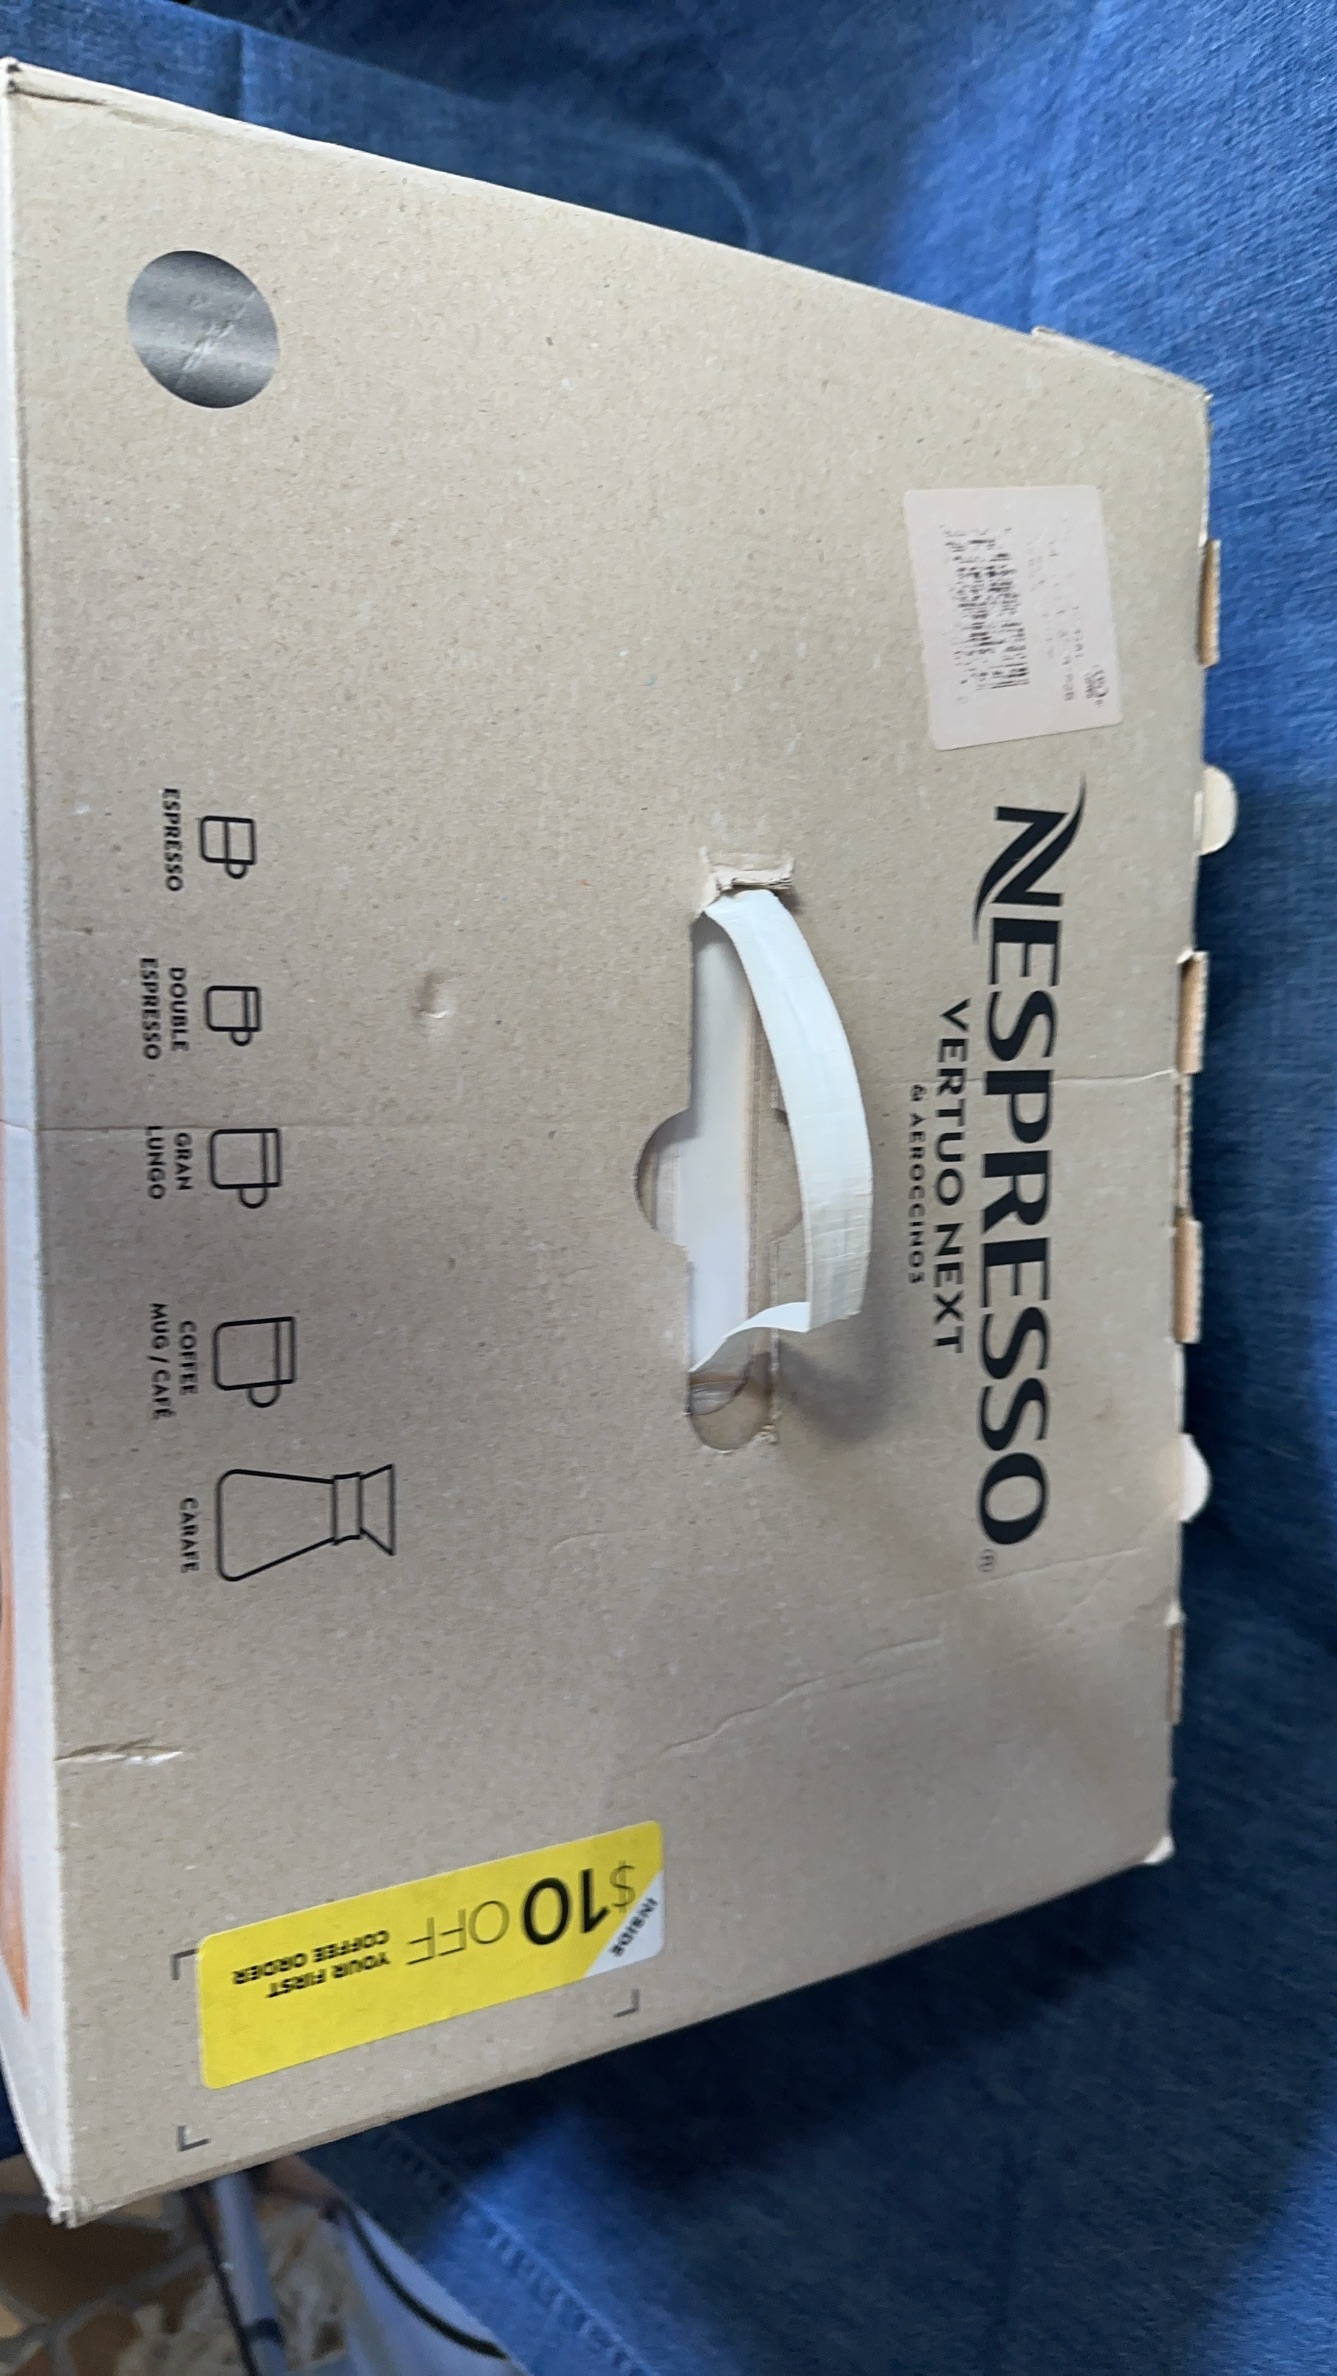 NESPRESSO®
VERTUO NEXT
& AEROCCINO3
ESPRESSO
DOUBLE
ESPRESSO
GRAN
LUNGO
COFFEE
MUG / CAFÉ
CARAFE
INSIDE
$10 OFF
YOUR FIRST
COFFEE ORDER